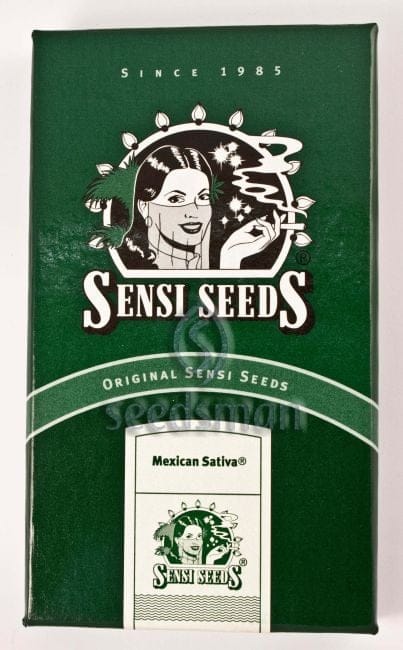 SINCE 1985
SENSI SEEDS®
ORIGINAL SENSI SEEDS
seedsman
Mexican Sativa®
SENSI SEEDS